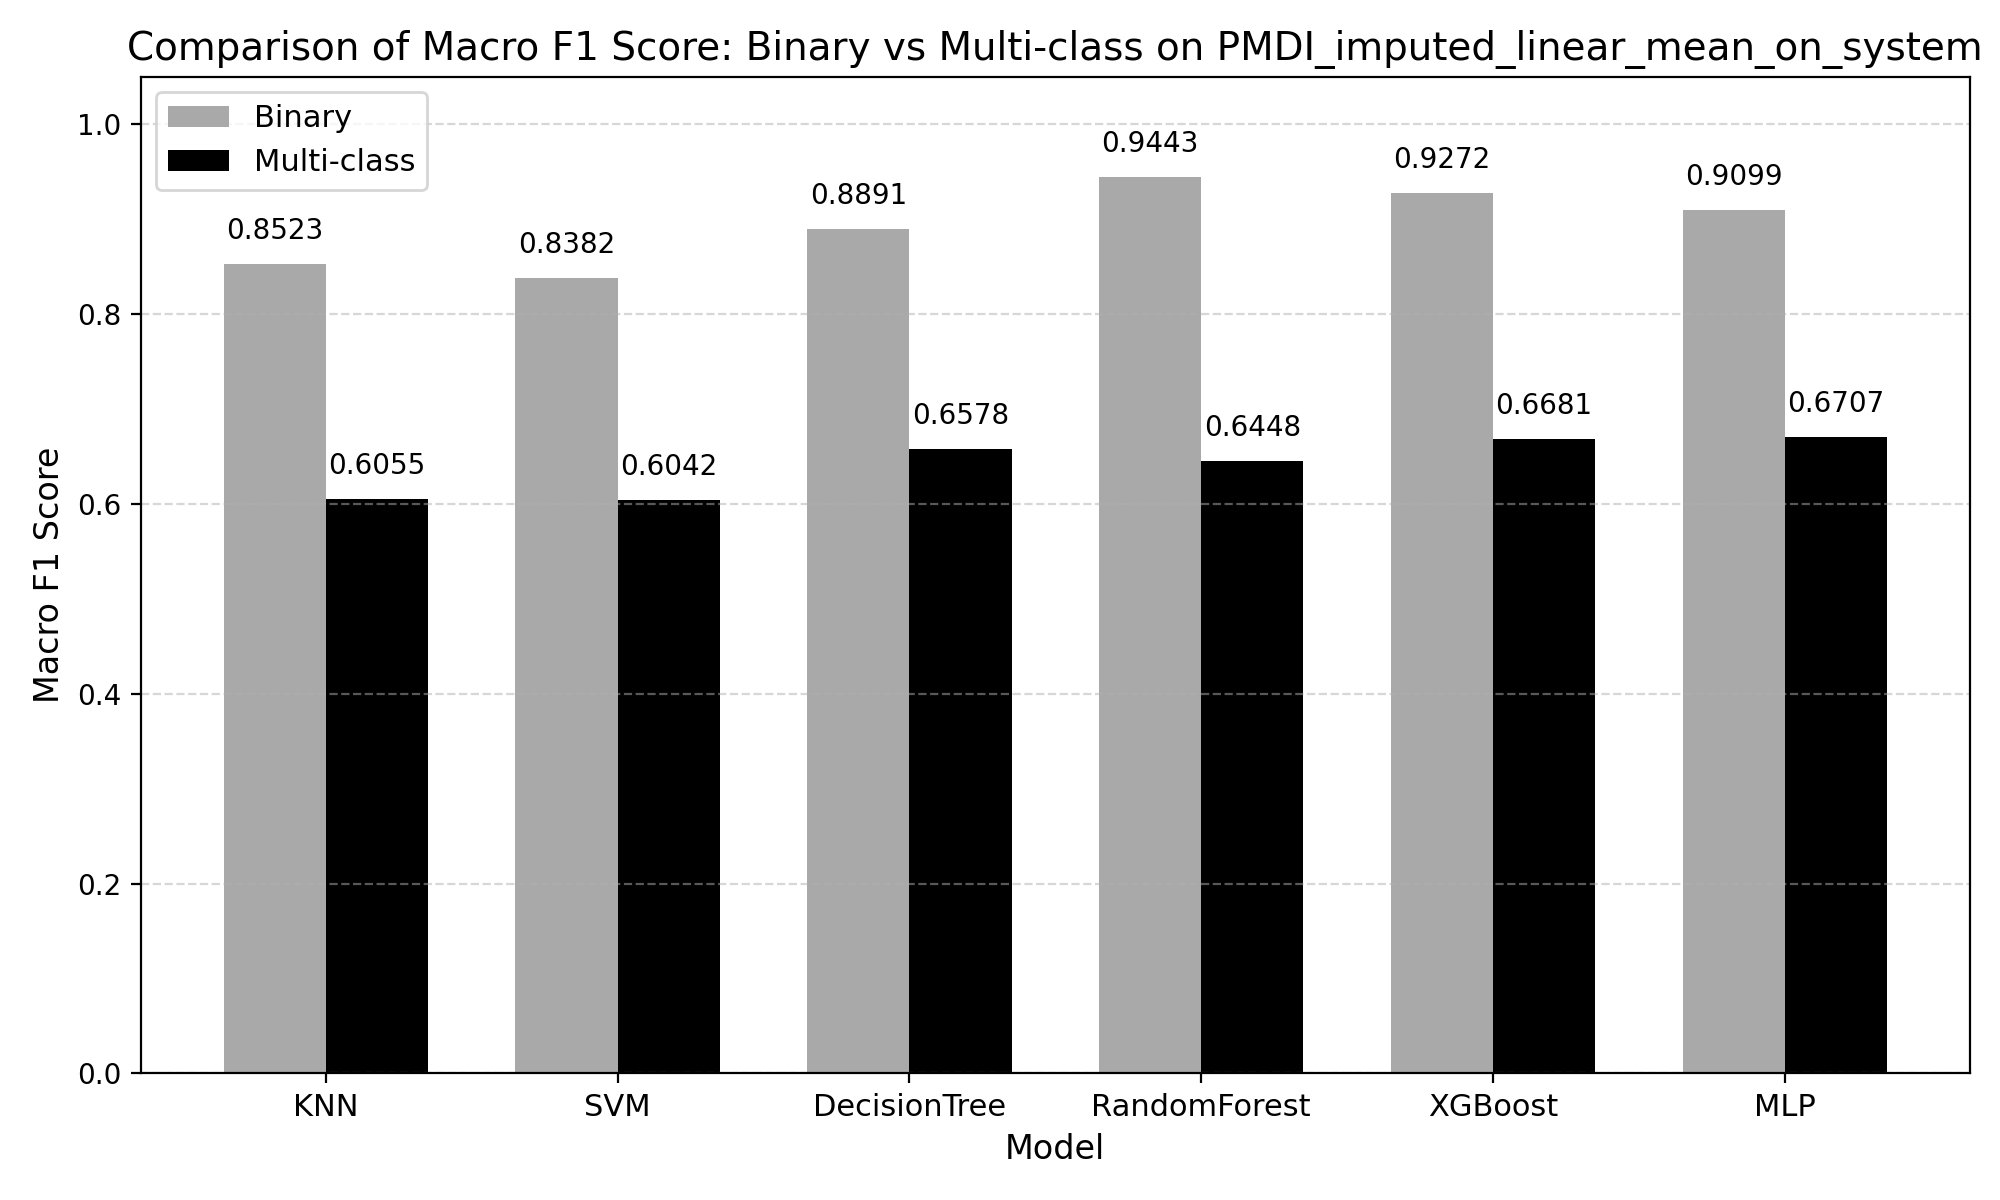 Comparison of Macro F1 Score: Binary vs Multi-class on PMDI_imputed_linear_mean_on_system
Binary
Multi-class
Macro F1 Score
1.0
0.8
0.6
0.4
0.2
0.0
0.8523
0.6055
0.8382
0.6042
0.8891
0.6578
0.9443
0.6448
0.9272
0.6681
0.9099
0.6707
KNN
SVM
DecisionTree
RandomForest
XGBoost
MLP
Model